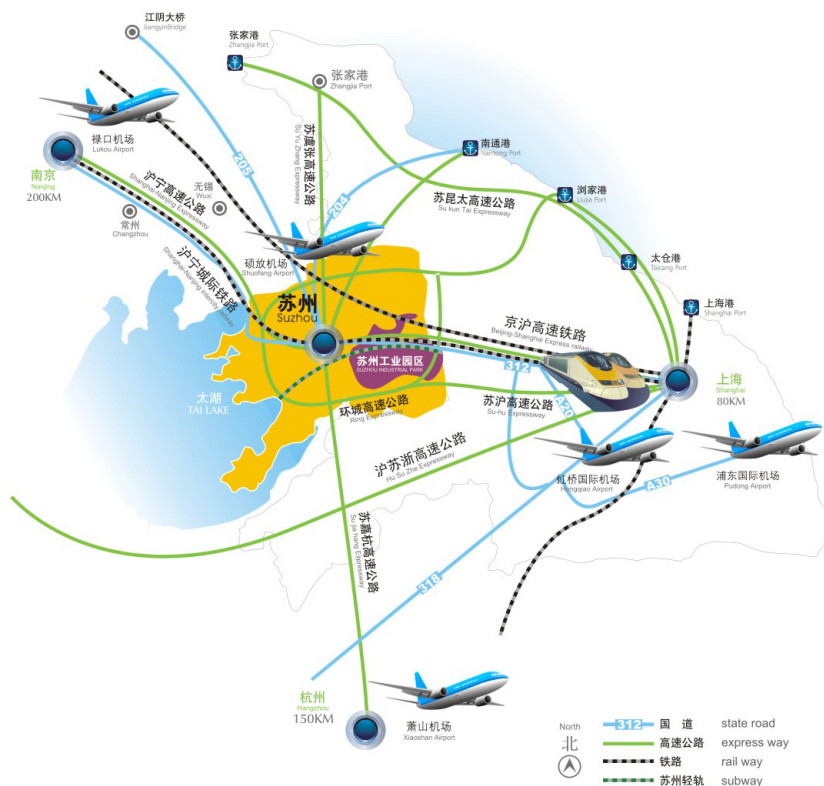 江阴大桥
JiangyinBridge
张家港
Zhangjia Port
张家港
Zhangjia Port
禄口机场
Lukou Airport
南京
Nanjing
200KM
沪宁高速公路
Shanghai-Nanjing Expressway
无锡
Wuxi
常州
Changzhou
沪宁城际铁路
205
苏虞张高速公路
Su Yu Zhang Expressway
204
南通港
Nantong Port
苏昆太高速公路
Su kun Tai Expressway
浏家港
Liujia Port
太仓港
Taicang Port
上海港
Shanghai Port
硕放机场
Shuofang Airport
苏州
Suzhou
京沪高速铁路
Beijing-Shanghai Express railway
苏州工业园区
SUZHOU INDUSTRIAL PARK
312
上海
Shanghai
80KM
太湖
TAI LAKE
环城高速公路
Ring Expressway
苏沪高速公路
Su-hu Expressway
A20
沪苏浙高速公路
Hu Su Zhe Expressway
虹桥国际机场
Hongqiao Airport
浦东国际机场
Pudong Airport
A30
苏嘉杭高速公路
Su jia hang Expressway
318
杭州
Hangzhou
150KM
萧山机场
Xiaoshan Airport
North
北
312 国 道 state road
高速公路 express way
铁路 rail way
苏州轻轨 subway